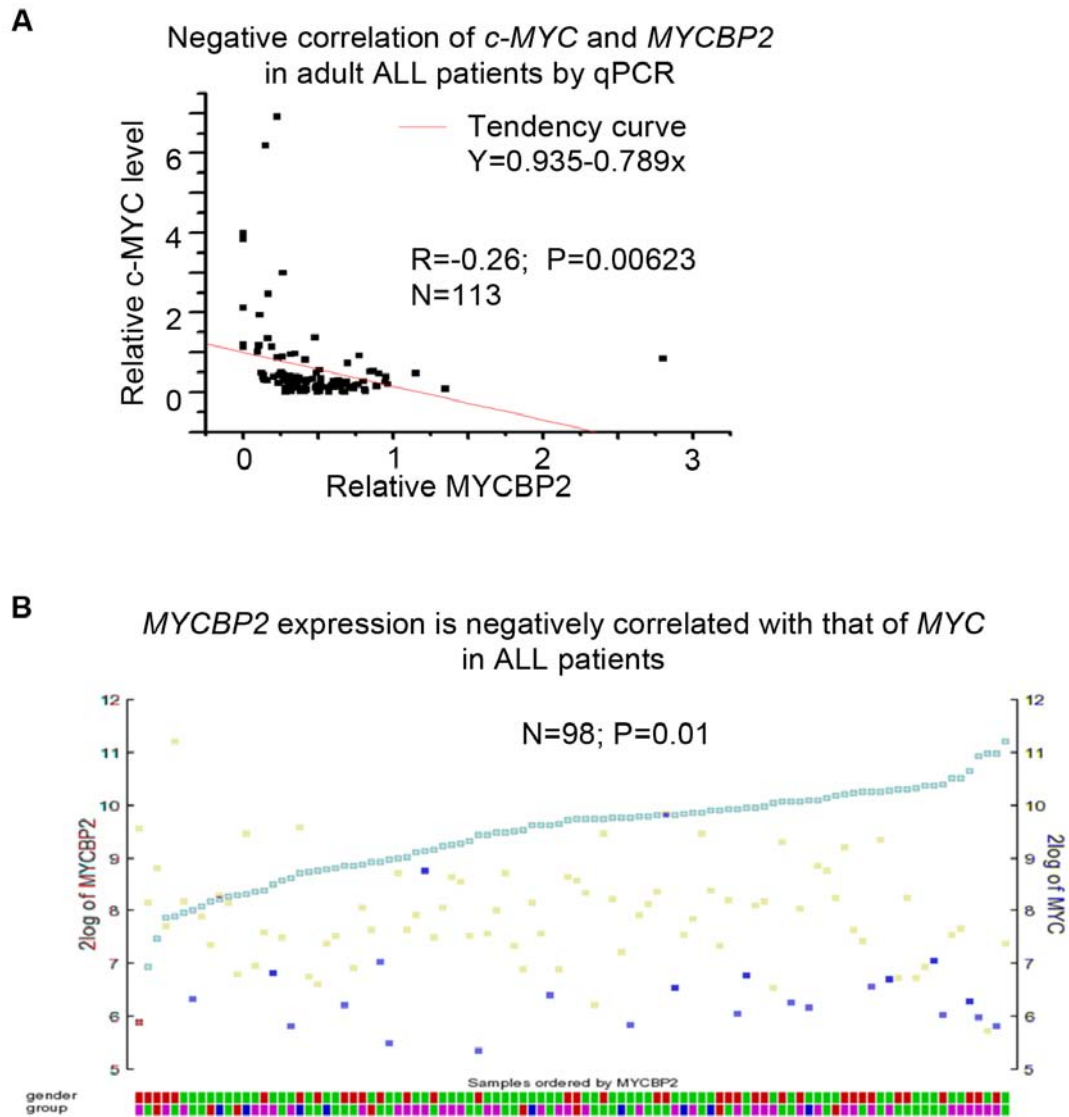 A
Negative correlation of c-MYC and MYCBP2
in adult ALL patients by qPCR
Relative c-MYC level
6
4
2
0
Tendency curve
Y=0.935-0.789x
R=-0.26; P=0.00623
N=113
0 1 2 3
Relative MYCBP2
B
MYCBP2 expression is negatively correlated with that of MYC
in ALL patients
N=98; P=0.01
2log of MYCBP2
12 12
11 11
10 10
9 9
8 8
7 7
6 6
5 5
2log of MYC
Samples ordered by MYCBP2
gender
group